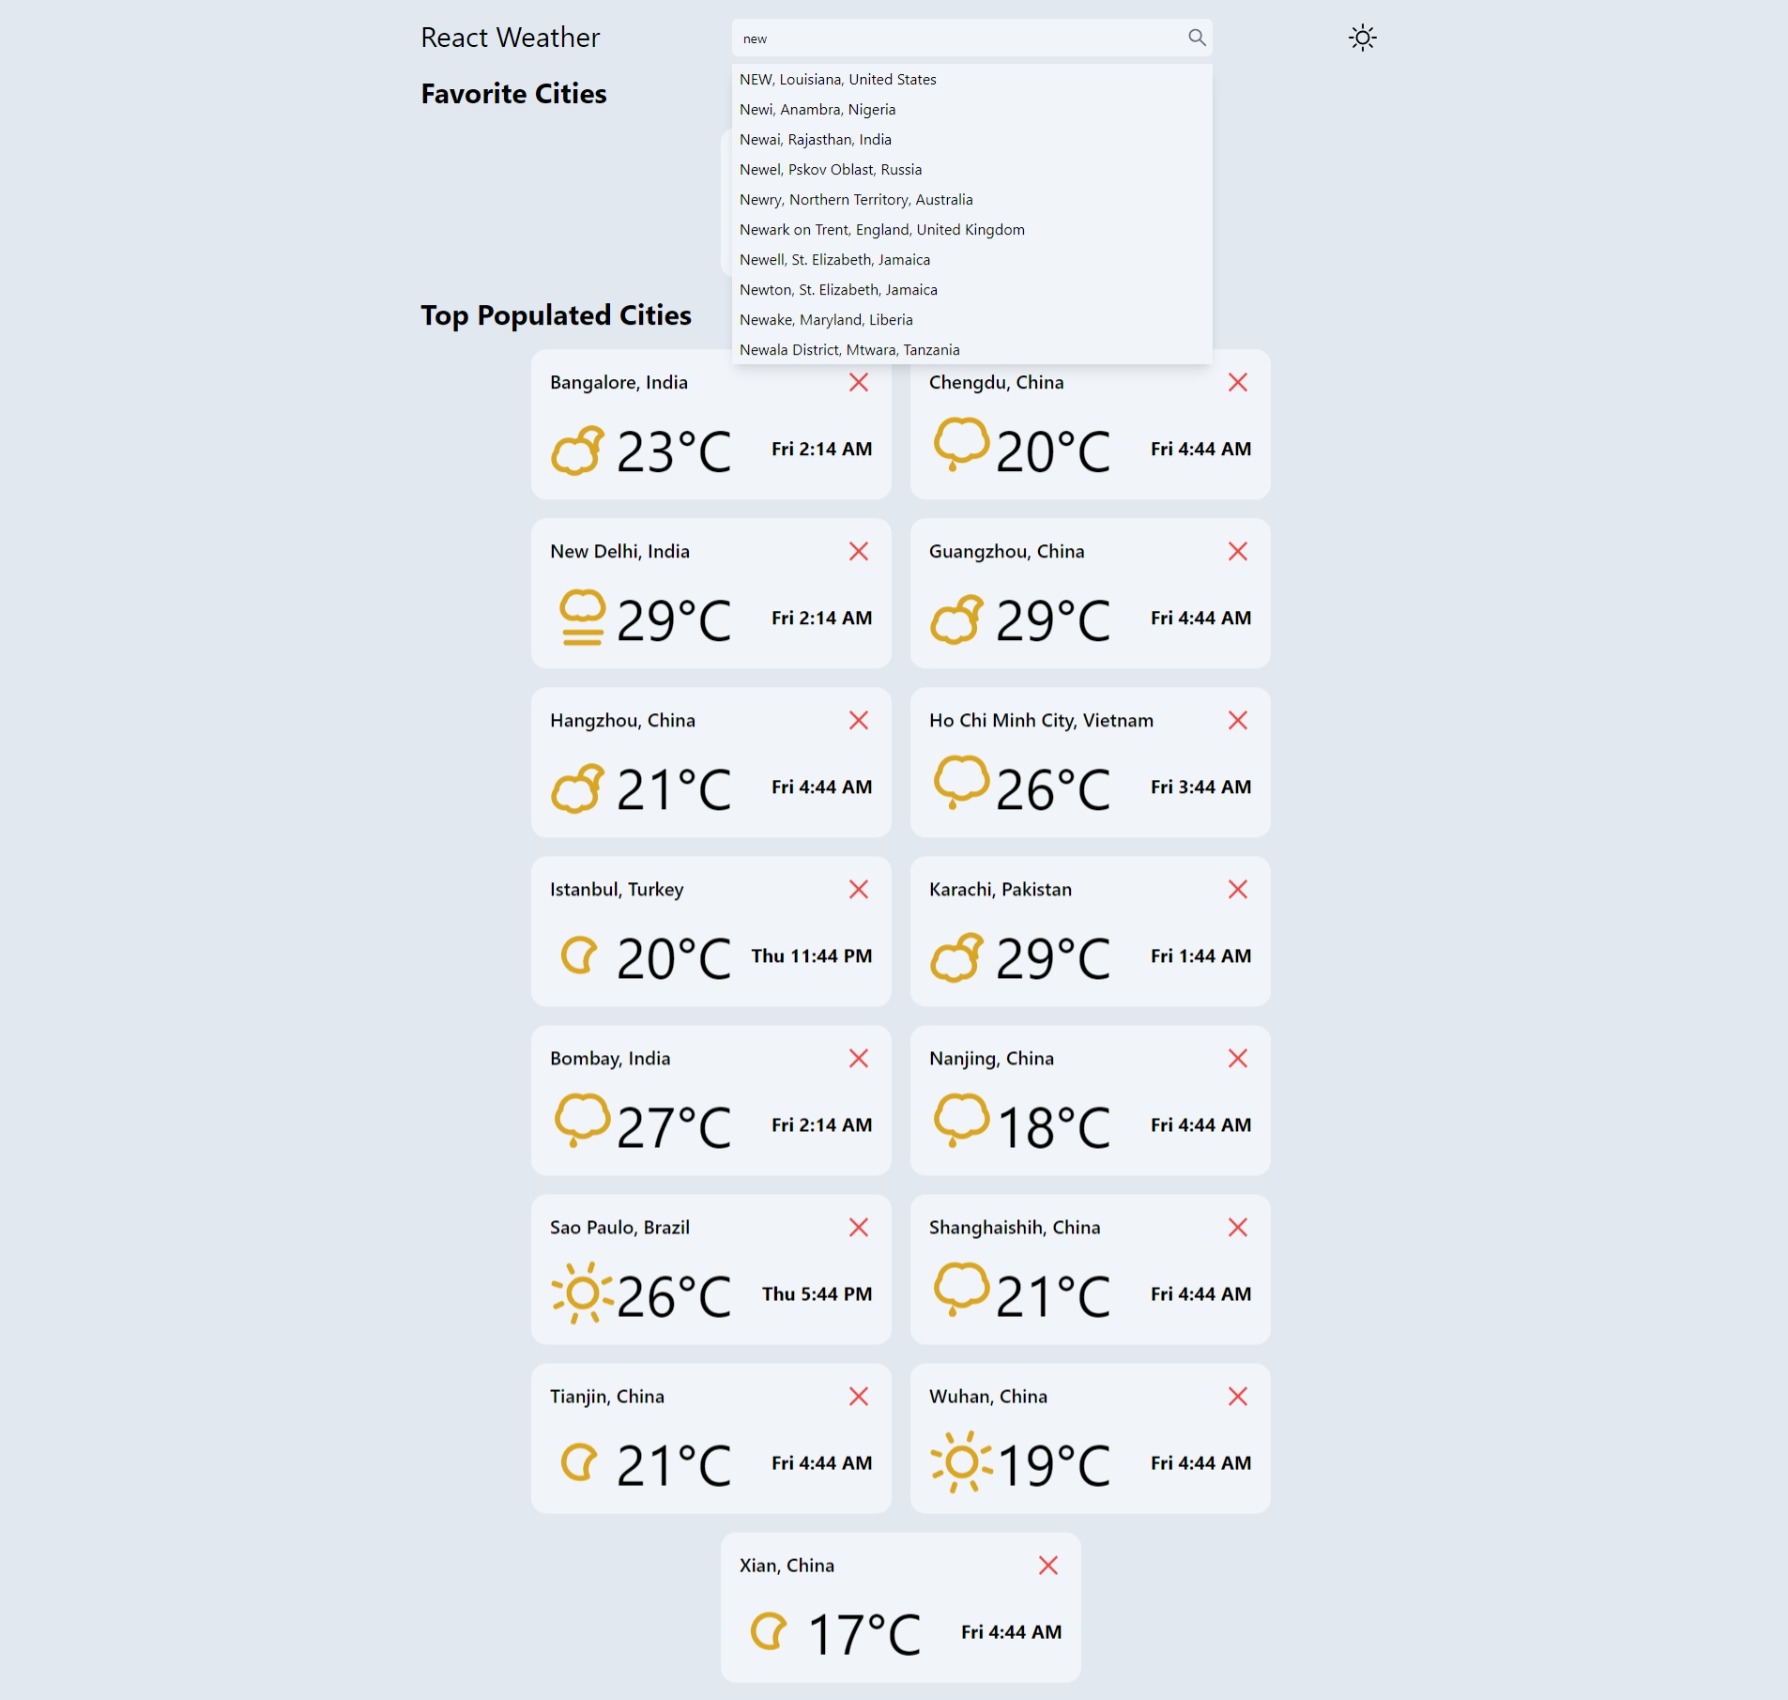 React Weather
new
Favorite Cities
NEW, Louisiana, United States
Newi, Anambra, Nigeria
Newai, Rajasthan, India
Newel, Pskov Oblast, Russia
Newry, Northern Territory, Australia
Newark on Trent, England, United Kingdom
Newell, St. Elizabeth, Jamaica
Newton, St. Elizabeth, Jamaica
Newake, Maryland, Liberia
Newala District, Mtwara, Tanzania
Top Populated Cities
Bangalore, India
23°C
Fri 2:14 AM
Chengdu, China
20°C
Fri 4:44 AM
New Delhi, India
29°C
Fri 2:14 AM
Guangzhou, China
29°C
Fri 4:44 AM
Hangzhou, China
21°C
Fri 4:44 AM
Ho Chi Minh City, Vietnam
26°C
Fri 3:44 AM
Istanbul, Turkey
20°C
Thu 11:44 PM
Karachi, Pakistan
29°C
Fri 1:44 AM
Bombay, India
27°C
Fri 2:14 AM
Nanjing, China
18°C
Fri 4:44 AM
Sao Paulo, Brazil
26°C
Thu 5:44 PM
Shanghaishih, China
21°C
Fri 4:44 AM
Tianjin, China
21°C
Fri 4:44 AM
Wuhan, China
19°C
Fri 4:44 AM
Xian, China
17°C
Fri 4:44 AM